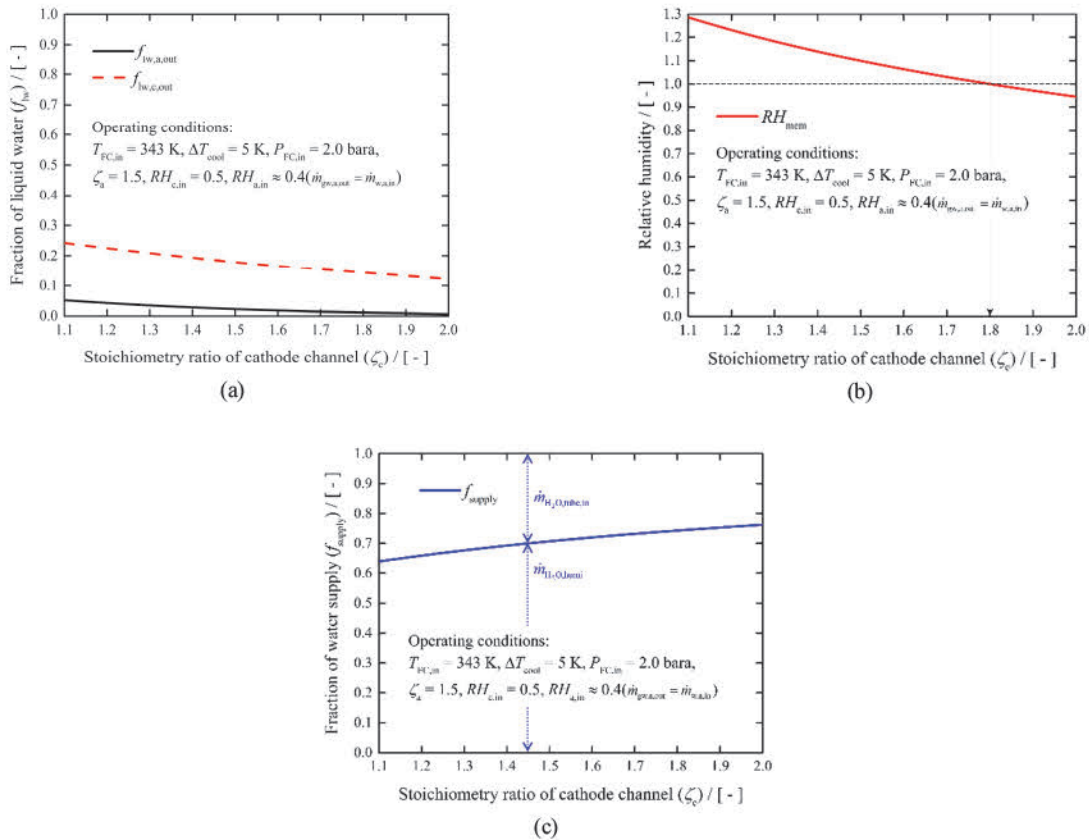 1.0
0.9
0.8
0.7
0.6
0.5
0.4
0.3
0.2
0.1
0.0
Fraction of liquid water (f_lw) / [ - ]
f_lw,a,out
f_lw,c,out
Operating conditions:
T_FC,in = 343 K, ΔT_cool = 5 K, P_FC,in = 2.0 bara,
ζ_a = 1.5, RH_c,in = 0.5, RH_a,in ≈ 0.4(ṁ_gw,a,out = ṁ_w,a,in)
1.1 1.2 1.3 1.4 1.5 1.6 1.7 1.8 1.9 2.0
Stoichiometry ratio of cathode channel (ζ_c) / [ - ]
(a)
1.3
1.2
1.1
1.0
0.9
0.8
0.7
0.6
0.5
0.4
0.3
0.2
0.1
0.0
Relative humidity / [ - ]
RH_mem
Operating conditions:
T_FC,in = 343 K, ΔT_cool = 5 K, P_FC,in = 2.0 bara,
ζ_a = 1.5, RH_c,in = 0.5, RH_a,in ≈ 0.4(ṁ_gw,a,out = ṁ_w,a,in)
1.1 1.2 1.3 1.4 1.5 1.6 1.7 1.8 1.9 2.0
Stoichiometry ratio of cathode channel (ζ_c) / [ - ]
(b)
1.0
0.9
0.8
0.7
0.6
0.5
0.4
0.3
0.2
0.1
0.0
Fraction of water supply (f_supply) / [ - ]
f_supply
ṁ_H₂O,mhe,in
ṁ_H₂O,humi
Operating conditions:
T_FC,in = 343 K, ΔT_cool = 5 K, P_FC,in = 2.0 bara,
ζ_a = 1.5, RH_c,in = 0.5, RH_a,in ≈ 0.4(ṁ_gw,a,out = ṁ_w,a,in)
1.1 1.2 1.3 1.4 1.5 1.6 1.7 1.8 1.9 2.0
Stoichiometry ratio of cathode channel (ζ_c) / [ - ]
(c)